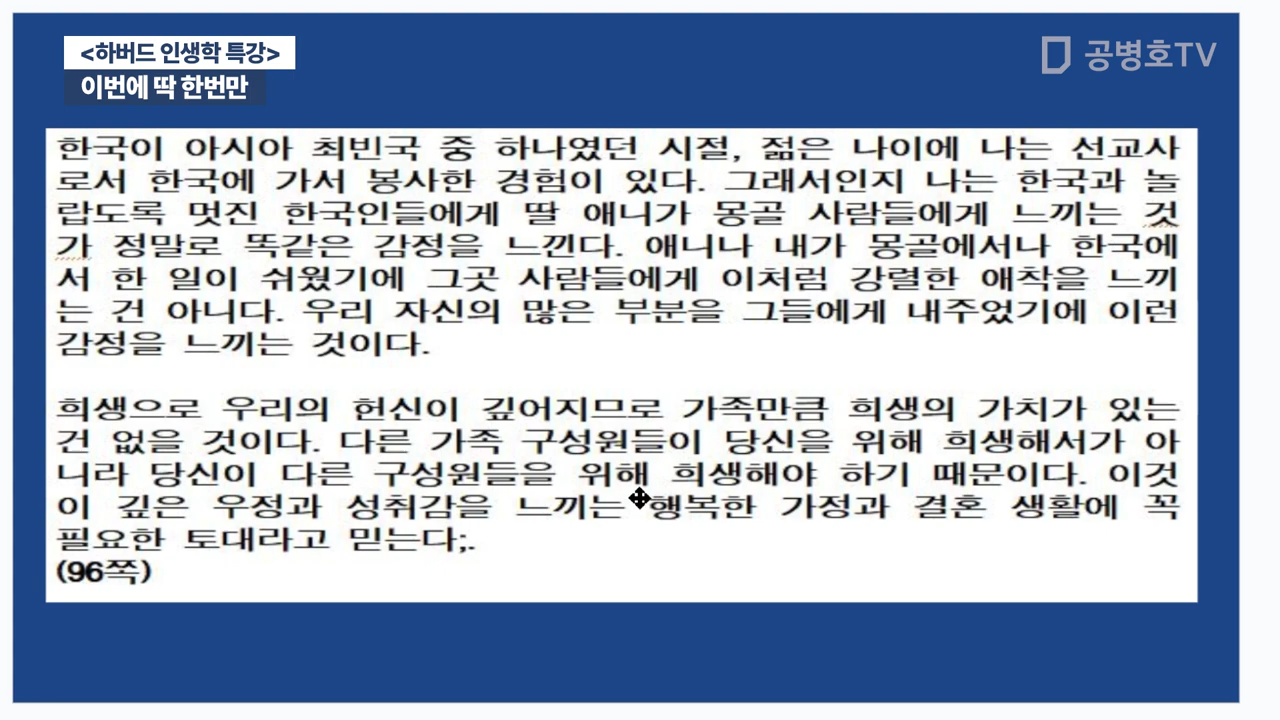 <하버드 인생학 특강>
이번에 딱 한번만
공병호TV
한국이 아시아 최빈국 중 하나였던 시절, 젊은 나이에 나는 선교사
로서 한국에 가서 봉사한 경험이 있다. 그래서인지 나는 한국과 놀
랍도록 멋진 한국인들에게 딸 애니가 몽골 사람들에게 느끼는 것
가 정말로 똑같은 감정을 느낀다. 애니나 내가 몽골에서나 한국에
서 한 일이 쉬웠기에 그곳 사람들에게 이처럼 강렬한 애착을 느끼
는 건 아니다. 우리 자신의 많은 부분을 그들에게 내주었기에 이런
감정을 느끼는 것이다.
희생으로 우리의 헌신이 깊어지므로 가족만큼 희생의 가치가 있는
건 없을 것이다. 다른 가족 구성원들이 당신을 위해 희생해서가 아
니라 당신이 다른 구성원들을 위해 희생해야 하기 때문이다. 이것
이 깊은 우정과 성취감을 느끼는 행복한 가정과 결혼 생활에 꼭
필요한 토대라고 믿는다;.
(96쪽)